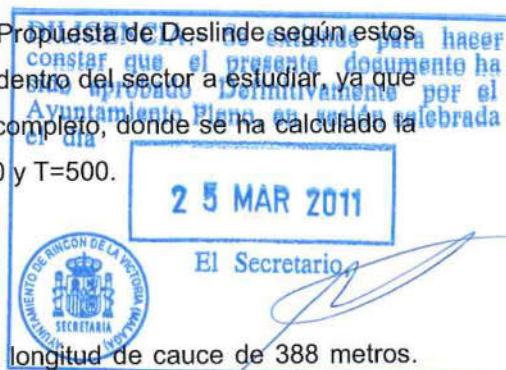 Propuesta de Deslinde según estos
DILIGENCIA.- Se extiende para hacer
constar que el presente documento ha
dentro del sector a estudiar, ya que
sido aprobado Definitivamente por el
Ayuntamiento Pleno en sesión celebrada
completo, donde se ha calculado la
el día
0 y T=500.
25 MAR 2011
El Secretario,
AYUNTAMIENTO DE RINCON DE LA VICTORIA (MALAGA)
SECRETARIA
longitud de cauce de 388 metros.